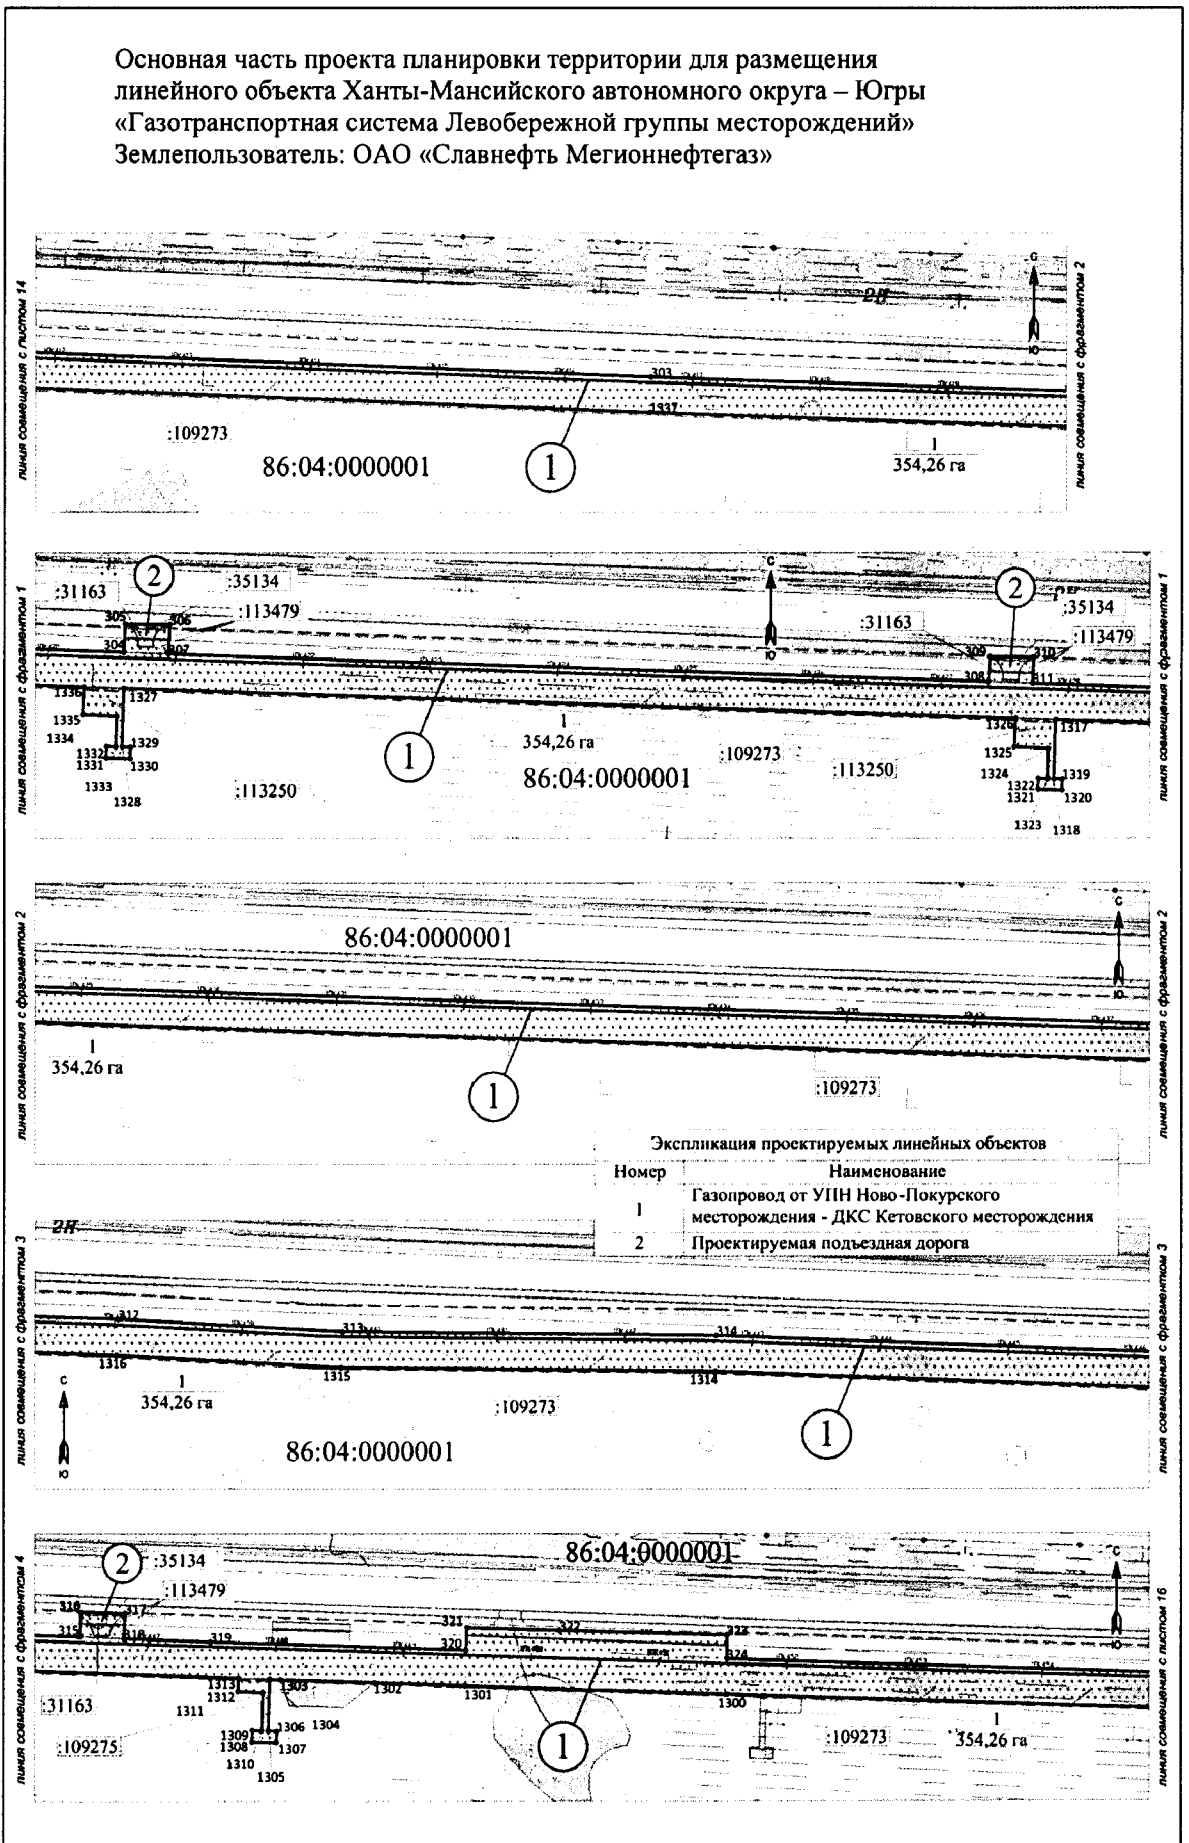 Основная часть проекта планировки территории для размещения
линейного объекта Ханты-Мансийского автономного округа – Югры
«Газотранспортная система Левобережной группы месторождений»
Землепользователь: ОАО «Славнефть Мегионнефтегаз»
линия совмещения с листом 14
2Н
С
Ю
303
1337
:109273
86:04:0000001
1
1
354,26 га
линия совмещения с фрагментом 2
линия совмещения с фрагментом 1
2
:31163
:35134
305
306
:113479
304
307
С
Ю
2
:35134
:31163
:113479
309
310
308
311
1336
1327
1335
1334
1332
1329
1331
1330
1333
1328
:113250
1
1
354,26 га
86:04:0000001
:109273
:113250
1326
1317
1325
1324
1319
1322
1321
1320
1323
1318
линия совмещения с фрагментом 1
линия совмещения с фрагментом 2
86:04:0000001
С
Ю
1
354,26 га
1
:109273
линия совмещения с фрагментом 2
Экспликация проектируемых линейных объектов
Номер
Наименование
1
Газопровод от УПН Ново-Покурского
месторождения - ДКС Кетовского месторождения
2
Проектируемая подъездная дорога
линия совмещения с фрагментом 3
2Н
312
313
314
1316
1315
1314
С
Ю
1
354,26 га
:109273
86:04:0000001
1
линия совмещения с фрагментом 3
линия совмещения с фрагментом 4
2
:35134
:113479
316
317
315
318
319
86:04:0000001
321
322
323
320
324
С
Ю
:31163
1313
1303
1312
1311
1302
1301
1300
1309
1306
1304
1308
1307
1310
1305
:109275
1
:109273
1
354,26 га
линия совмещения с листом 16